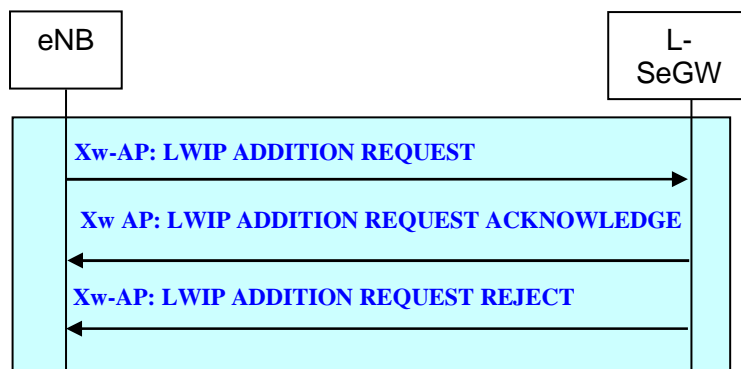 eNB
L-
SeGW
Xw-AP: LWIP ADDITION REQUEST
Xw AP: LWIP ADDITION REQUEST ACKNOWLEDGE
Xw-AP: LWIP ADDITION REQUEST REJECT